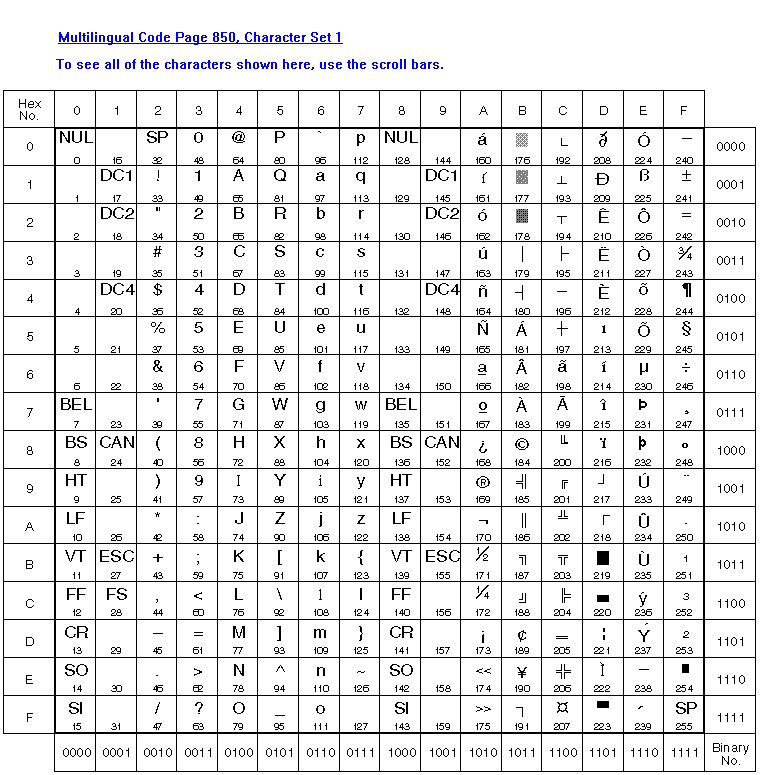 Multilingual Code Page 850, Character Set 1
To see all of the characters shown here, use the scroll bars.
Hex No. 0 1 2 3 4 5 6 7 8 9 A B C D E F
0 NUL SP 0 @ P ` p NUL á ░ └ ð Ó – 0000
0 16 32 48 64 80 96 112 128 144 160 176 192 208 224 240
1 DC1 ! 1 A Q a q DC1 í ▒ ┴ Ð ß ± 0001
1 17 33 49 65 81 97 113 129 145 161 177 193 209 225 241
2 DC2 " 2 B R b r DC2 ó ▓ ┬ Ê Ô = 0010
2 18 34 50 66 82 98 114 130 146 162 178 194 210 226 242
3 # 3 C S c s ú │ ├ Ë Ò ¾ 0011
3 19 35 51 67 83 99 115 131 147 163 179 195 211 227 243
4 DC4 $ 4 D T d t DC4 ñ ┤ ─ È õ ¶ 0100
4 20 36 52 68 84 100 116 132 148 164 180 196 212 228 244
5 % 5 E U e u Ñ Á ┼ ı Õ § 0101
5 21 37 53 69 85 101 117 133 149 165 181 197 213 229 245
6 & 6 F V f v ª Â ã í µ ÷ 0110
6 22 38 54 70 86 102 118 134 150 166 182 198 214 230 246
7 BEL ' 7 G W g w BEL º À Ã î Þ ¸ 0111
7 23 39 55 71 87 103 119 135 151 167 183 199 215 231 247
8 BS CAN ( 8 H X h x BS CAN ¿ © ╚ ï þ ° 1000
8 24 40 56 72 88 104 120 136 152 168 184 200 216 232 248
9 HT ) 9 I Y i y HT ® ╣ ╔ ┘ Ú ¨ 1001
9 25 41 57 73 89 105 121 137 153 169 185 201 217 233 249
A LF * : J Z j z LF ¬ ║ ╩ ┌ Û · 1010
10 26 42 58 74 90 106 122 138 154 170 186 202 218 234 250
B VT ESC + ; K [ k { VT ESC ½ ╗ ╦ █ Ù ¹ 1011
11 27 43 59 75 91 107 123 139 155 171 187 203 219 235 251
C FF FS , < L \ l | FF ¼ ╝ ╠ ▄ ý ³ 1100
12 28 44 60 76 92 108 124 140 156 172 188 204 220 236 252
D CR – = M ] m } CR ¡ ¢ ═ ¦ Ý ² 1101
13 29 45 61 77 93 109 125 141 157 173 189 205 221 237 253
E SO . > N ^ n ~ SO << ¥ ╬ Ì – ■ 1110
14 30 46 62 78 94 110 126 142 158 174 190 206 222 238 254
F SI / ? O _ o SI >> ┐ ¤ ▀ ´ SP 1111
15 31 47 63 79 95 111 127 143 159 175 191 207 223 239 255
0000 0001 0010 0011 0100 0101 0110 0111 1000 1001 1010 1011 1100 1101 1110 1111 Binary No.